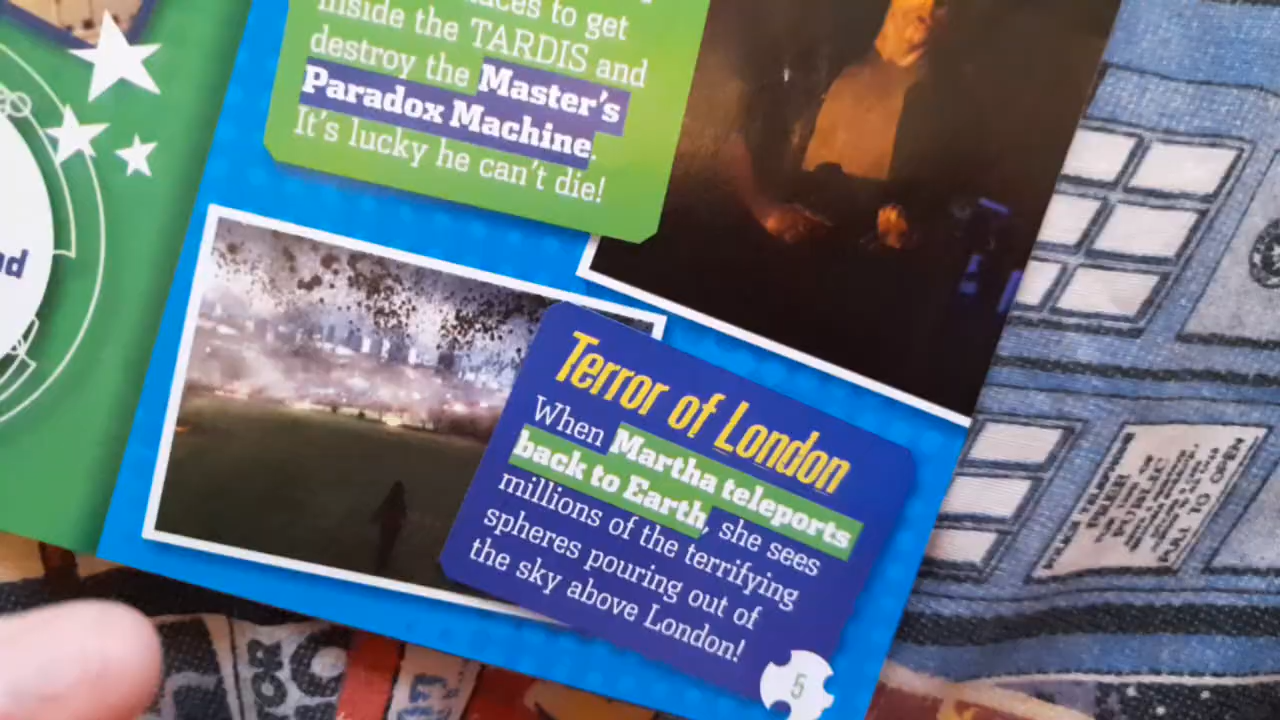 to get
inside the TARDIS and
destroy the Master's
Paradox Machine.
It's lucky he can't die!
Terror of London
When Martha teleports
back to Earth, she sees
millions of the terrifying
spheres pouring out of
the sky above London!
5